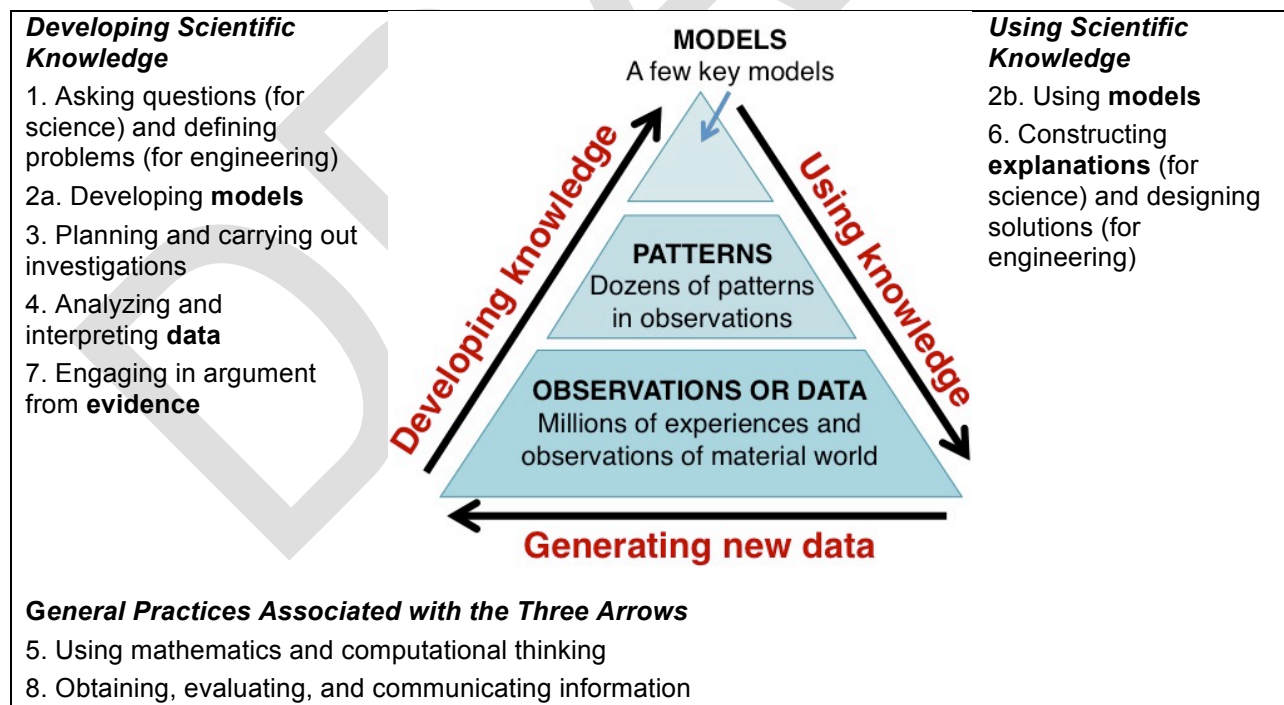 Developing Scientific
Knowledge
1. Asking questions (for
science) and defining
problems (for engineering)
2a. Developing models
3. Planning and carrying out
investigations
4. Analyzing and
interpreting data
7. Engaging in argument
from evidence
MODELS
A few key models
PATTERNS
Dozens of patterns
in observations
OBSERVATIONS OR DATA
Millions of experiences and
observations of material world
Developing knowledge
Using knowledge
Generating new data
Using Scientific
Knowledge
2b. Using models
6. Constructing
explanations (for
science) and designing
solutions (for
engineering)
General Practices Associated with the Three Arrows
5. Using mathematics and computational thinking
8. Obtaining, evaluating, and communicating information